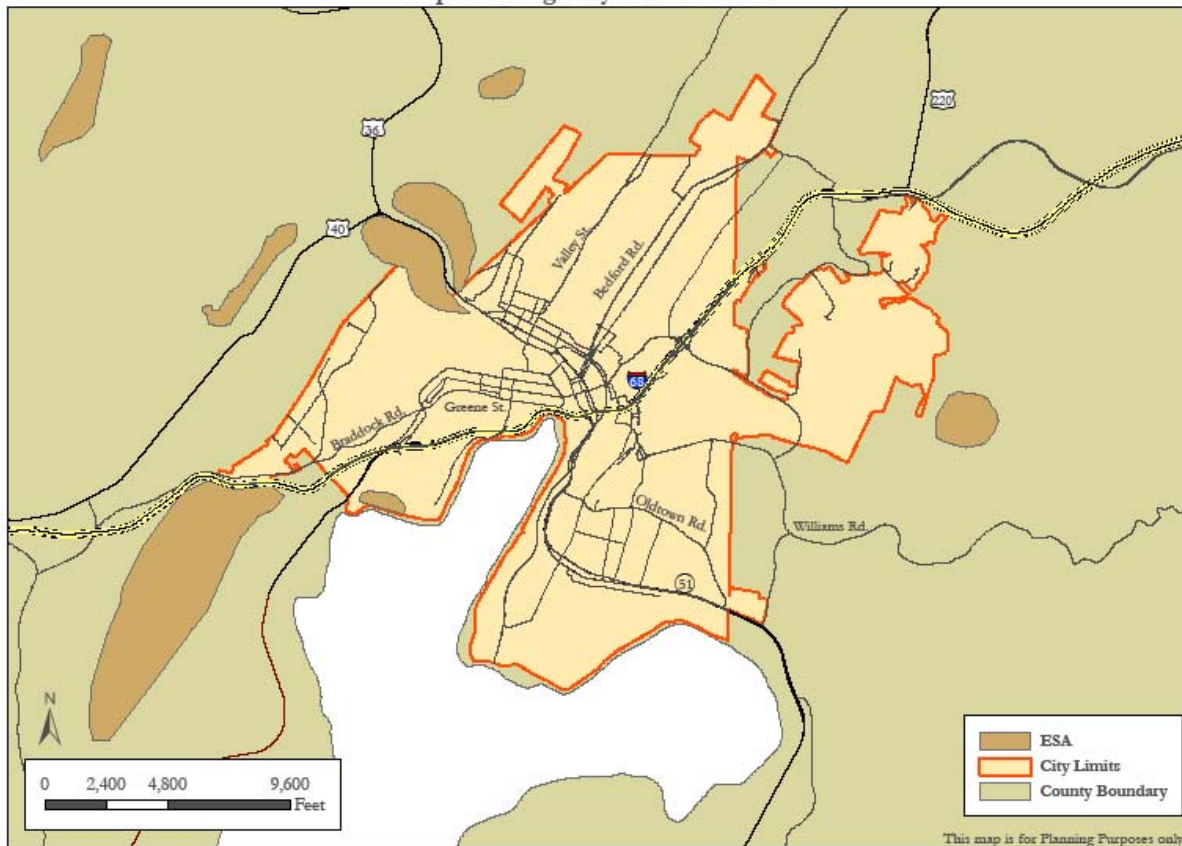 220
36
40
Valley St.
Bedford Rd.
68
Greene St.
Braddock Rd.
Oldtown Rd.
Williams Rd.
51
N
0 2,400 4,800 9,600
Feet
ESA
City Limits
County Boundary
This map is for Planning Purposes only